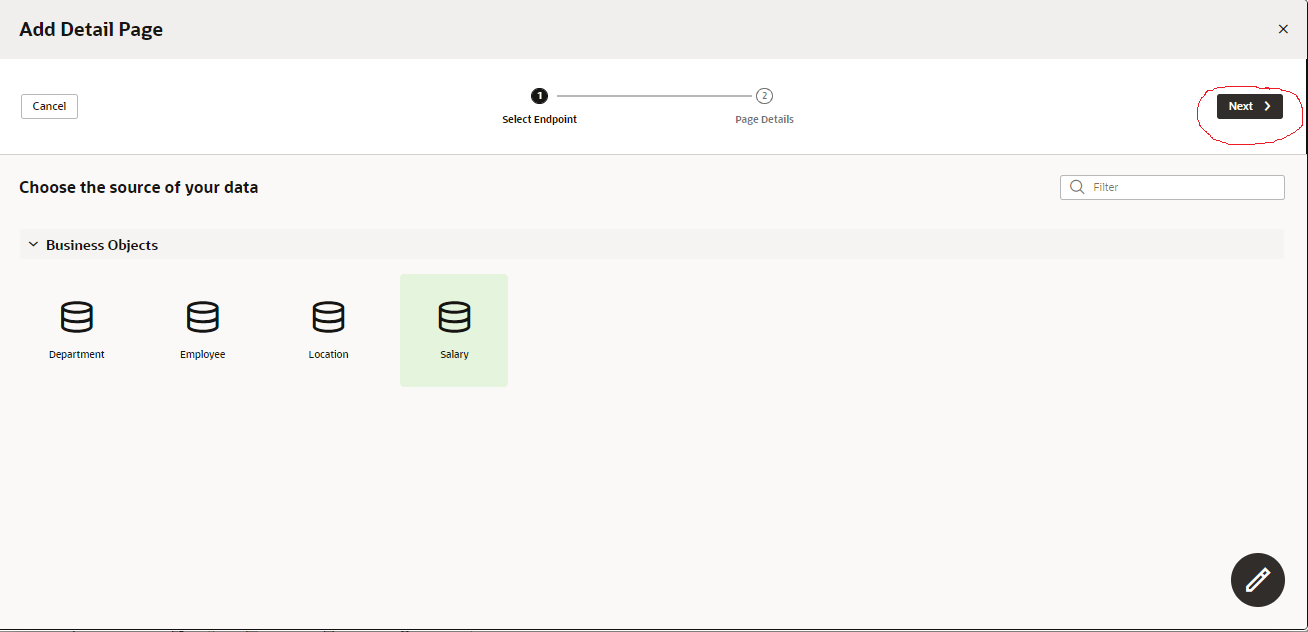 Add Detail Page
Cancel
1
2
Next
Select Endpoint
Page Details
Choose the source of your data
Filter
Business Objects
Department
Employee
Location
Salary